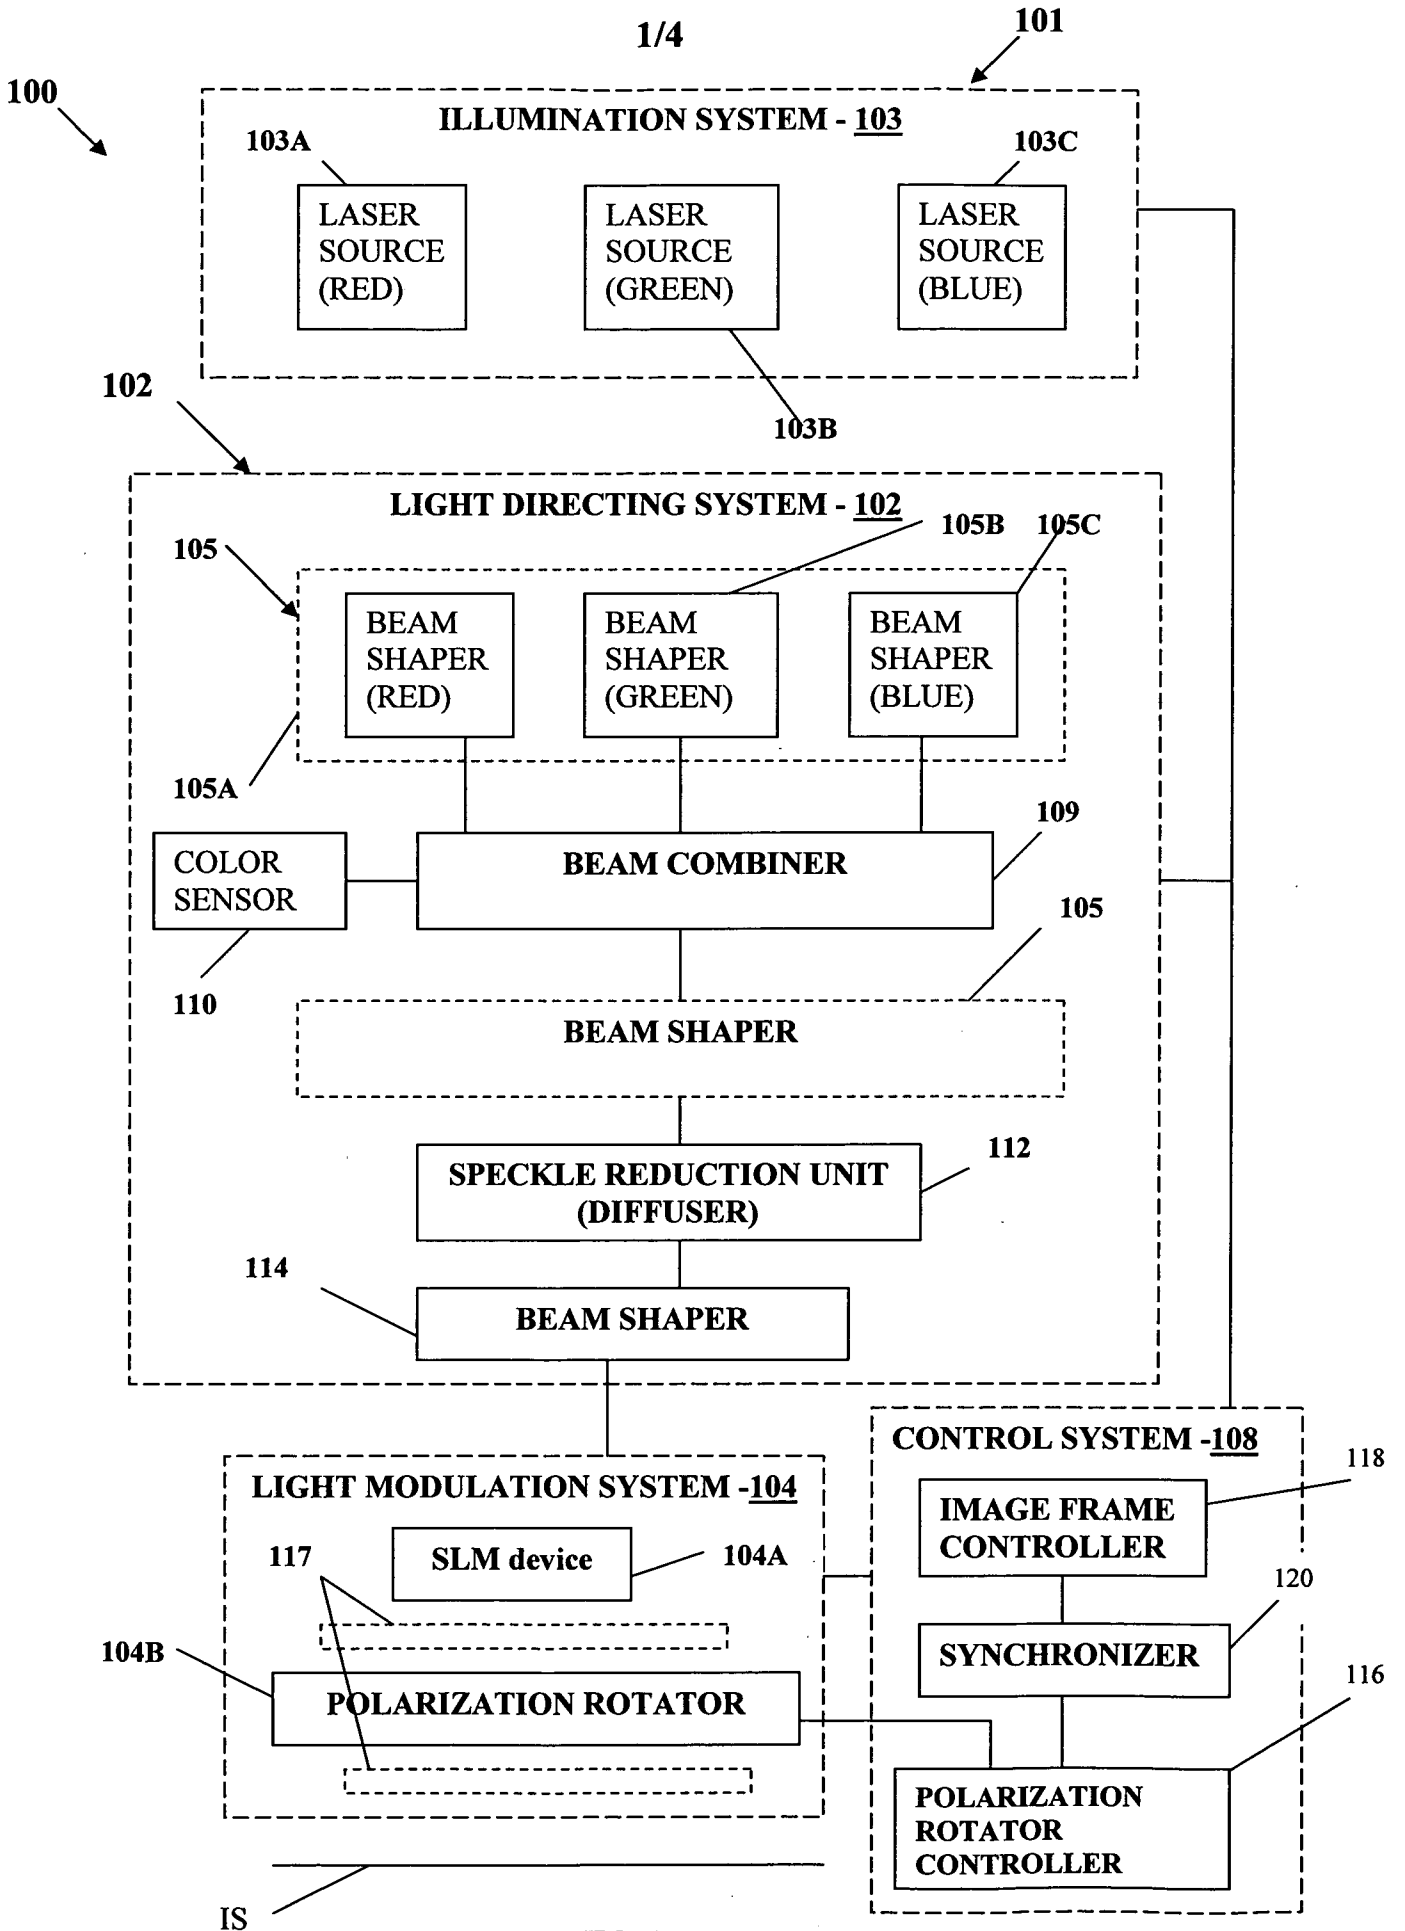 1/4
101
100
ILLUMINATION SYSTEM - 103
103A
103C
LASER
SOURCE
(RED)
LASER
SOURCE
(GREEN)
LASER
SOURCE
(BLUE)
103B
102
LIGHT DIRECTING SYSTEM - 102
105
105B
105C
BEAM
SHAPER
(RED)
BEAM
SHAPER
(GREEN)
BEAM
SHAPER
(BLUE)
105A
109
COLOR
SENSOR
BEAM COMBINER
105
110
BEAM SHAPER
112
SPECKLE REDUCTION UNIT
(DIFFUSER)
114
BEAM SHAPER
CONTROL SYSTEM -108
118
LIGHT MODULATION SYSTEM -104
IMAGE FRAME
CONTROLLER
117
SLM device
104A
120
104B
SYNCHRONIZER
116
POLARIZATION ROTATOR
POLARIZATION
ROTATOR
CONTROLLER
IS